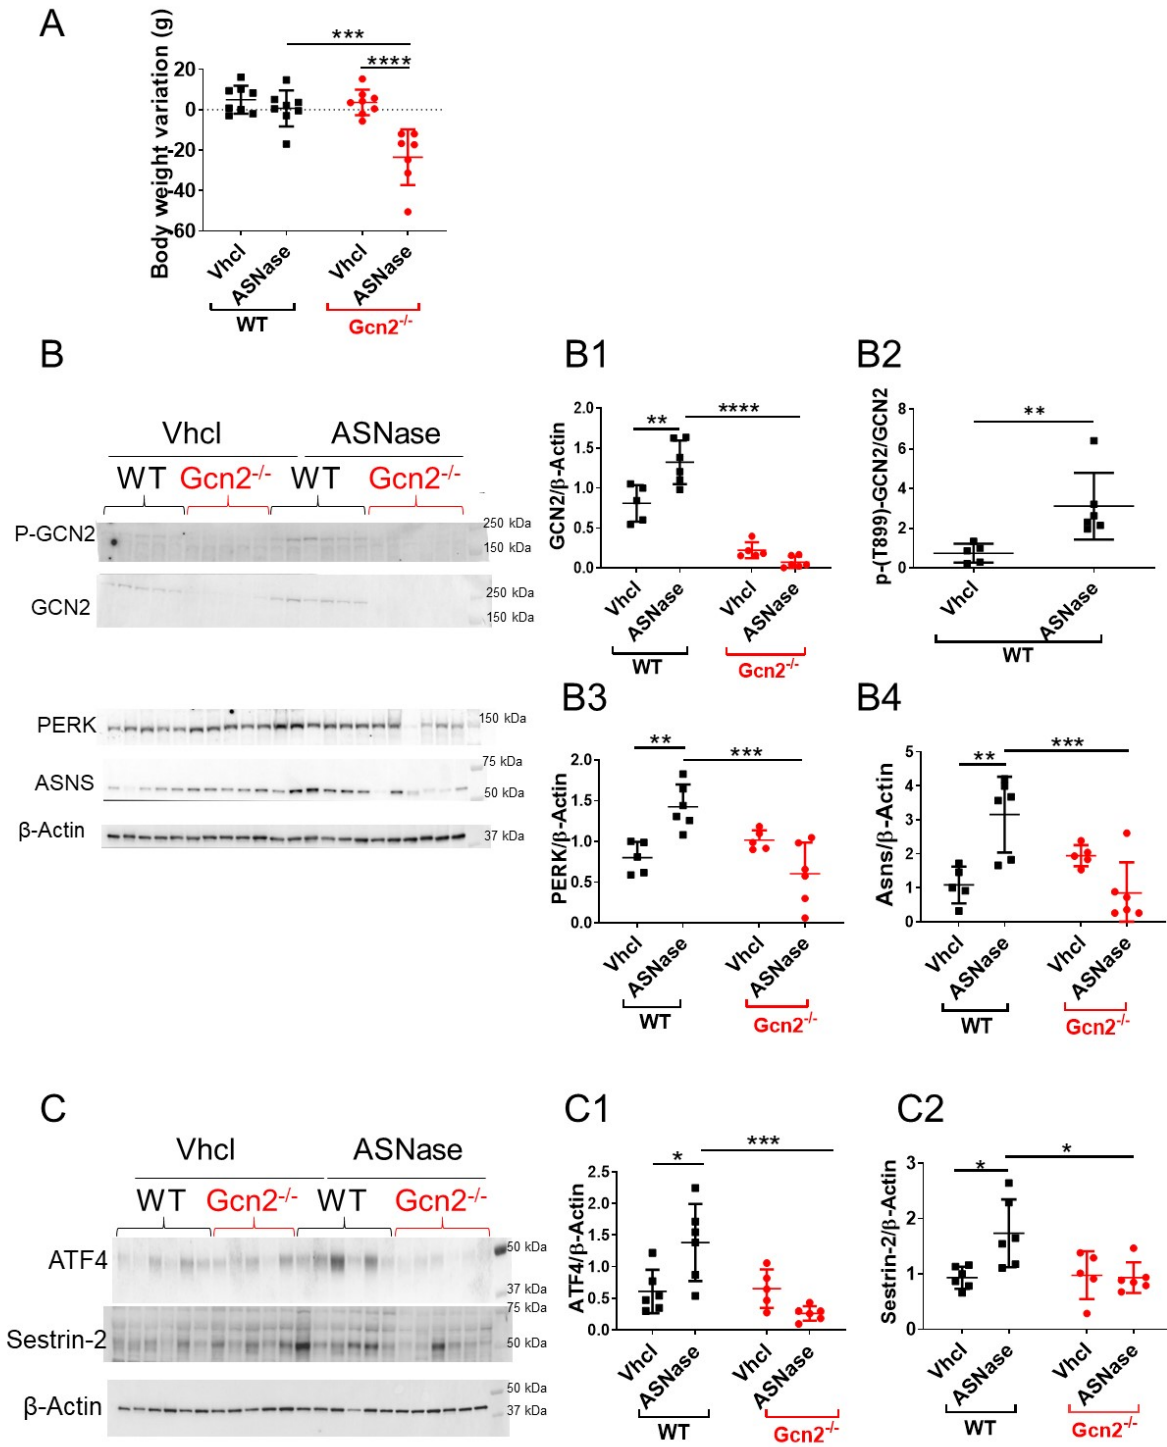 A
Body weight variation (g)
***
****
20
0
-20
-40
-60
Vhcl
ASNase
Vhcl
ASNase
WT
Gcn2-/-
B
Vhcl
ASNase
WT
Gcn2-/-
WT
Gcn2-/-
P-GCN2
250 kDa
150 kDa
GCN2
250 kDa
150 kDa
PERK
150 kDa
ASNS
75 kDa
50 kDa
β-Actin
37 kDa
B1
GCN2/β-Actin
**
****
2.0
1.5
1.0
0.5
0.0
Vhcl
ASNase
Vhcl
ASNase
WT
Gcn2-/-
B2
p-(T899)-GCN2/GCN2
**
8
6
4
2
0
Vhcl
ASNase
WT
B3
PERK/β-Actin
**
***
2.0
1.5
1.0
0.5
0.0
Vhcl
ASNase
Vhcl
ASNase
WT
Gcn2-/-
B4
Asns/β-Actin
**
***
5
4
3
2
1
0
Vhcl
ASNase
Vhcl
ASNase
WT
Gcn2-/-
C
Vhcl
ASNase
WT
Gcn2-/-
WT
Gcn2-/-
ATF4
50 kDa
37 kDa
Sestrin-2
75 kDa
50 kDa
β-Actin
50 kDa
37 kDa
C1
ATF4/β-Actin
*
***
2.5
2.0
1.5
1.0
0.5
0.0
Vhcl
ASNase
Vhcl
ASNase
WT
Gcn2-/-
C2
Sestrin-2/β-Actin
*
*
3
2
1
0
Vhcl
ASNase
Vhcl
ASNase
WT
Gcn2-/-